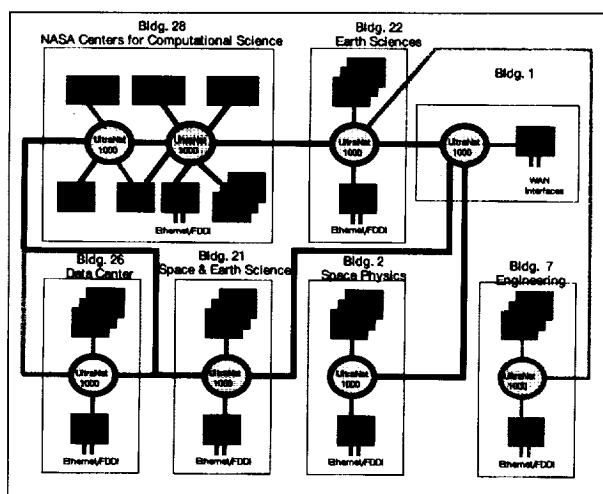 Bldg. 28
NASA Centers for Computational Science
Bldg. 22
Earth Sciences
Bldg. 1
UltraNet
1000
UltraNet
1000
UltraNet
1000
UltraNet
1000
WAN
Interfaces
Ethernet/FDDI
Ethernet/FDDI
Bldg. 26
Data Center
Bldg. 21
Space & Earth Science
Bldg. 2
Space Physics
Bldg. 7
Engineering
UltraNet
1000
UltraNet
1000
UltraNet
1000
UltraNet
1000
Ethernet/FDDI
Ethernet/FDDI
Ethernet/FDDI
Ethernet/FDDI